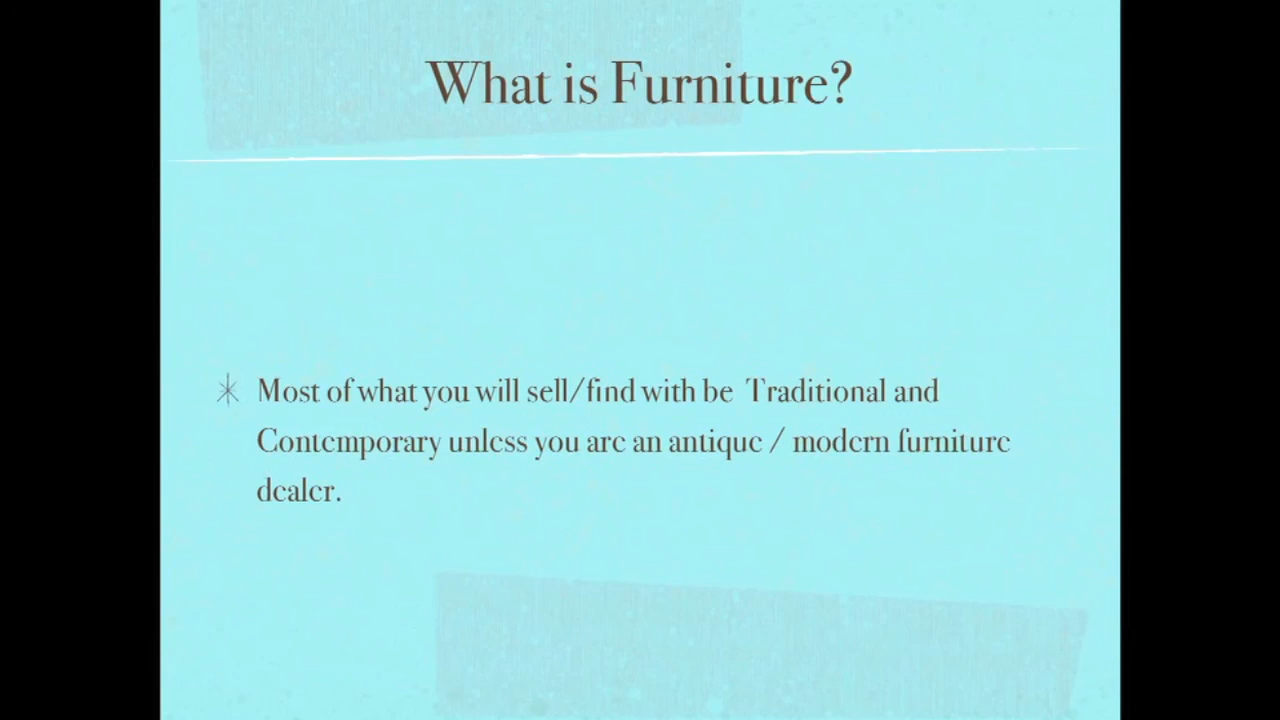 What is Furniture?
Most of what you will sell/find with be Traditional and
Contemporary unless you are an antique / modern furniture
dealer.